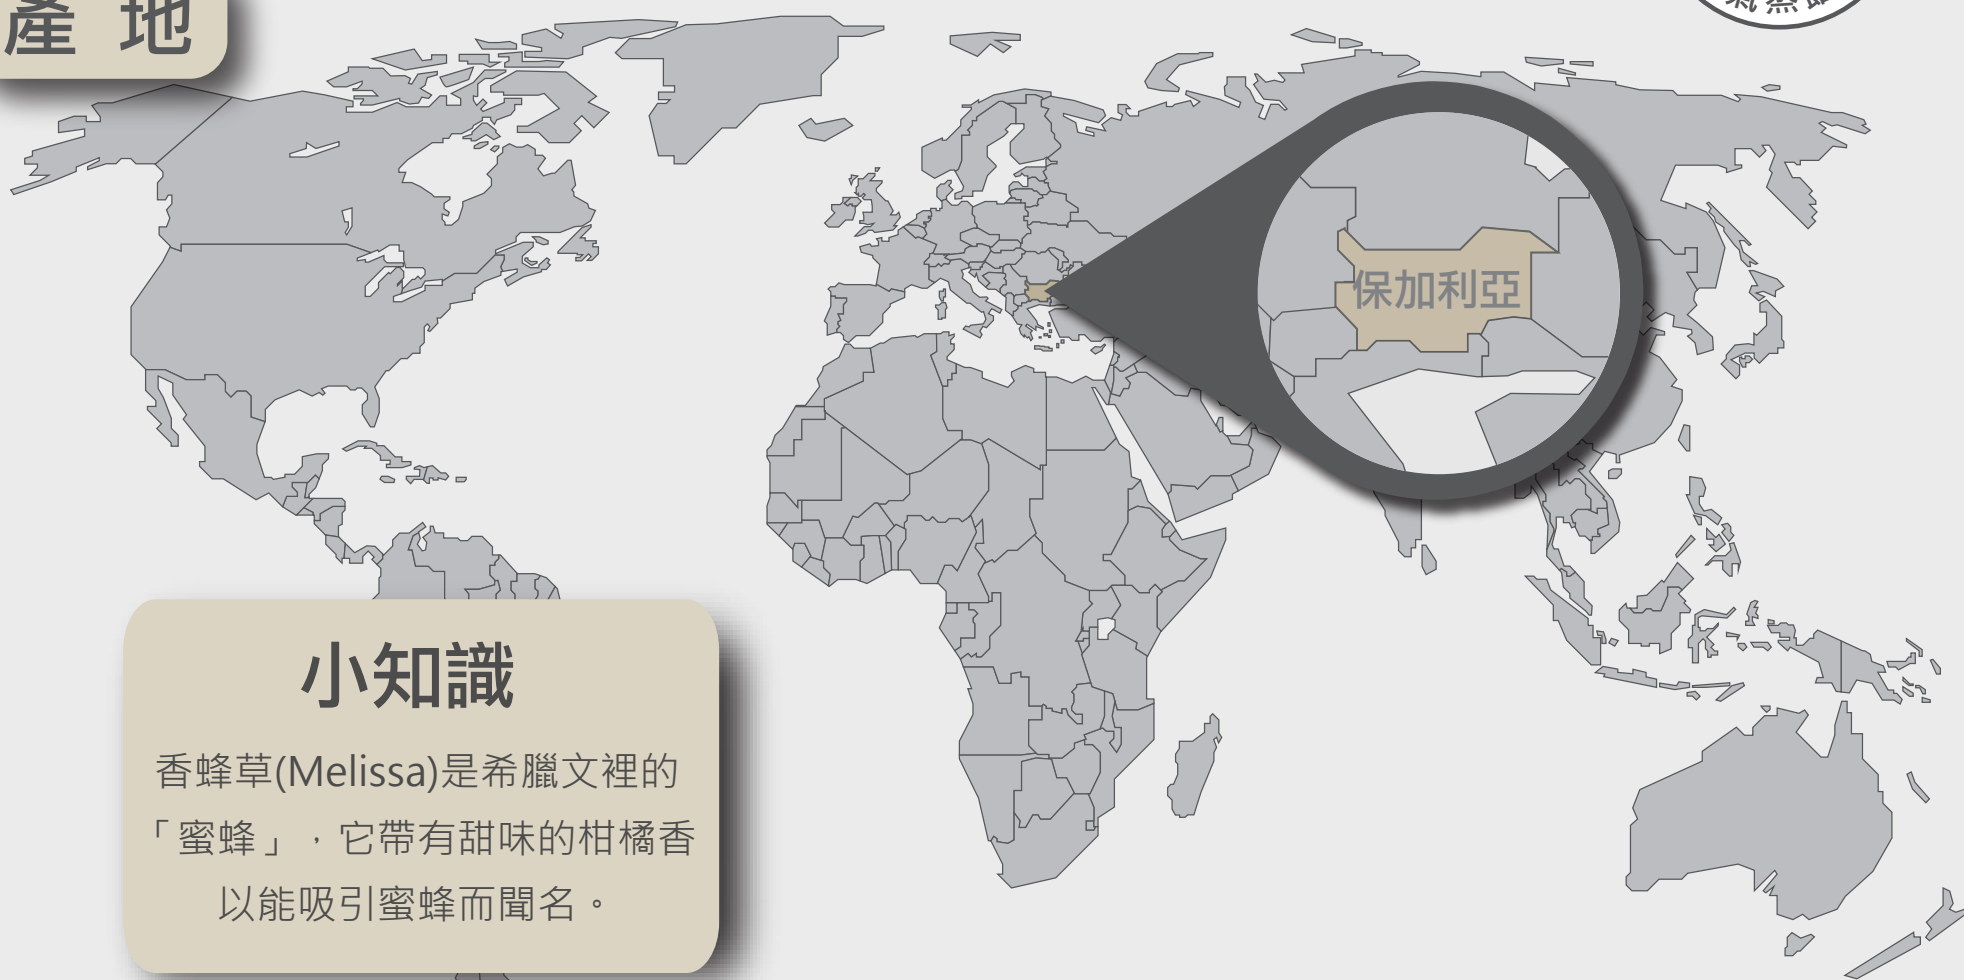 產 地
保加利亞
小知識
香蜂草(Melissa)是希臘文裡的
「蜜蜂」，它帶有甜味的柑橘香
以能吸引蜜蜂而聞名。